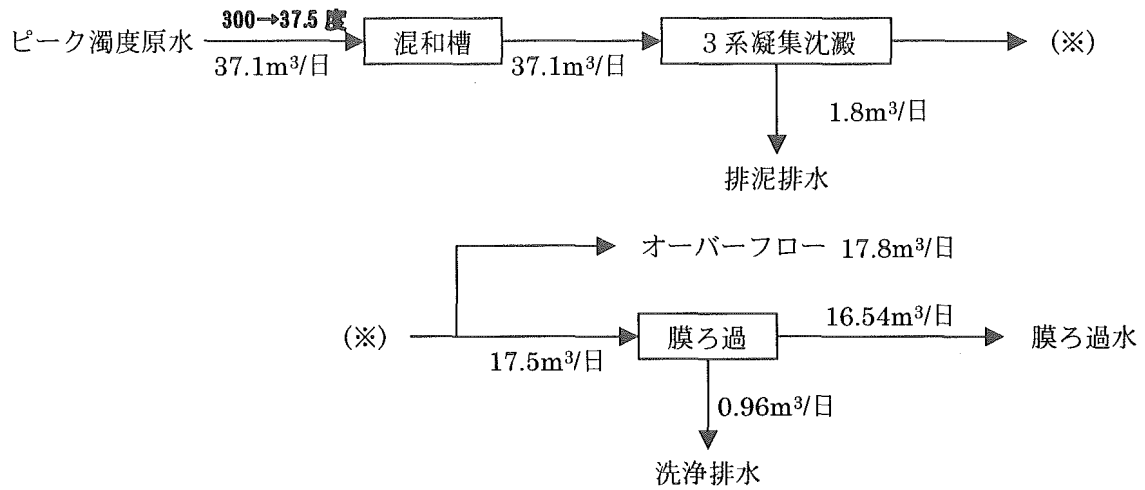 300→37.5 度
ピーク濁度原水
混和槽
3系凝集沈澱
(※)
37.1m³/日
37.1m³/日
1.8m³/日
排泥排水
オーバーフロー 17.8m³/日
16.54m³/日
(※)
膜ろ過
膜ろ過水
17.5m³/日
0.96m³/日
洗浄排水